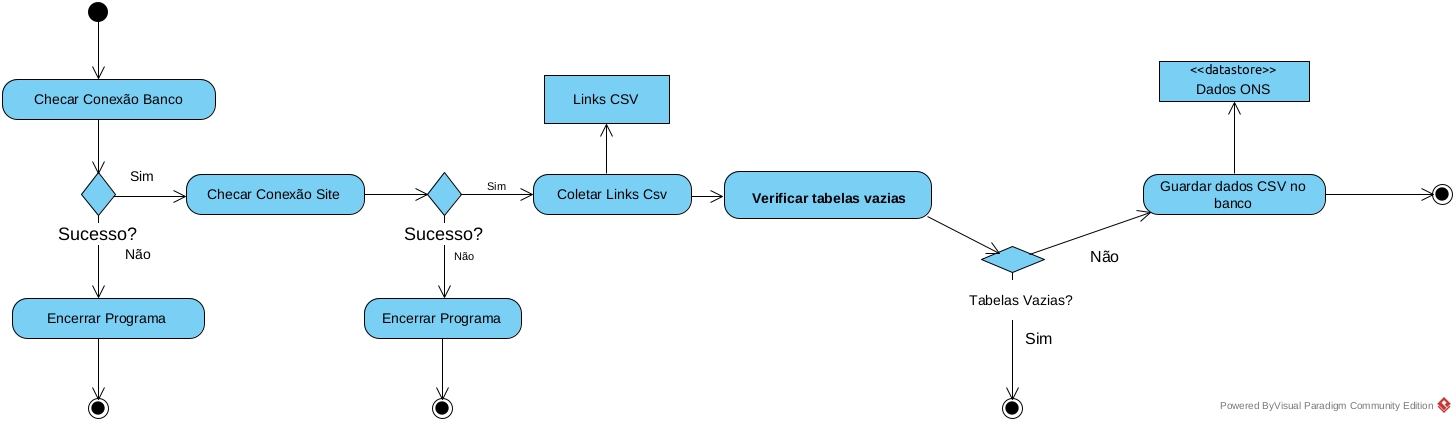 <<datastore>>
Dados ONS
Links CSV
Checar Conexão Banco
Sim
Checar Conexão Site
Sim
Coletar Links Csv
Verificar tabelas vazias
Guardar dados CSV no
banco
Sucesso?
Não
Sucesso?
Não
Não
Tabelas Vazias?
Sim
Encerrar Programa
Encerrar Programa
Powered ByVisual Paradigm Community Edition